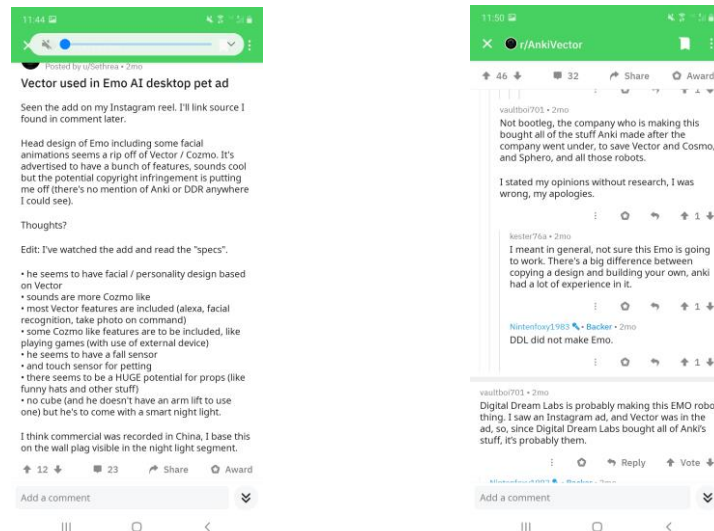 11:44
Posted by u/Sethrea • 2mo
Vector used in Emo AI desktop pet ad
Seen the add on my Instagram reel. I'll link source I
found in comment later.
Head design of Emo including some facial
animations seems a rip off of Vector / Cozmo. It's
advertised to have a bunch of features, sounds cool
but the potential copyright infringement is putting
me off (there's no mention of Anki or DDR anywhere
I could see).
Thoughts?
Edit: I've watched the add and read the "specs".
• he seems to have facial / personality design based
on Vector
• sounds are more Cozmo like
• most Vector features are included (alexa, facial
recognition, take photo on command)
• some Cozmo like features are to be included, like
playing games (with use of external device)
• he seems to have a fall sensor
• and touch sensor for petting
• there seems to be a HUGE potential for props (like
funny hats and other stuff)
• no cube (and he doesn't have an arm lift to use
one) but he's to come with a smart night light.
I think commercial was recorded in China, I base this
on the wall plag visible in the night light segment.
12 23 Share Award
Add a comment
11:50
r/AnkiVector
46 32 Share Award
1
vaultboi701 • 2mo
Not bootleg, the company who is making this
bought all of the stuff Anki made after the
company went under, to save Vector and Cosmo,
and Sphero, and all those robots.
I stated my opinions without research, I was
wrong, my apologies.
1
kester76a • 2mo
I meant in general, not sure this Emo is going
to work. There's a big difference between
copying a design and building your own, anki
had a lot of experience in it.
1
Nintenfoxy1983 • Backer • 2mo
DDL did not make Emo.
1
vaultboi701 • 2mo
Digital Dream Labs is probably making this EMO robo
thing. I saw an Instagram ad, and Vector was in the
ad, so, since Digital Dream Labs bought all of Anki's
stuff, it's probably them.
Reply Vote
Nintenfoxy1983 • Backer • 2mo
Add a comment